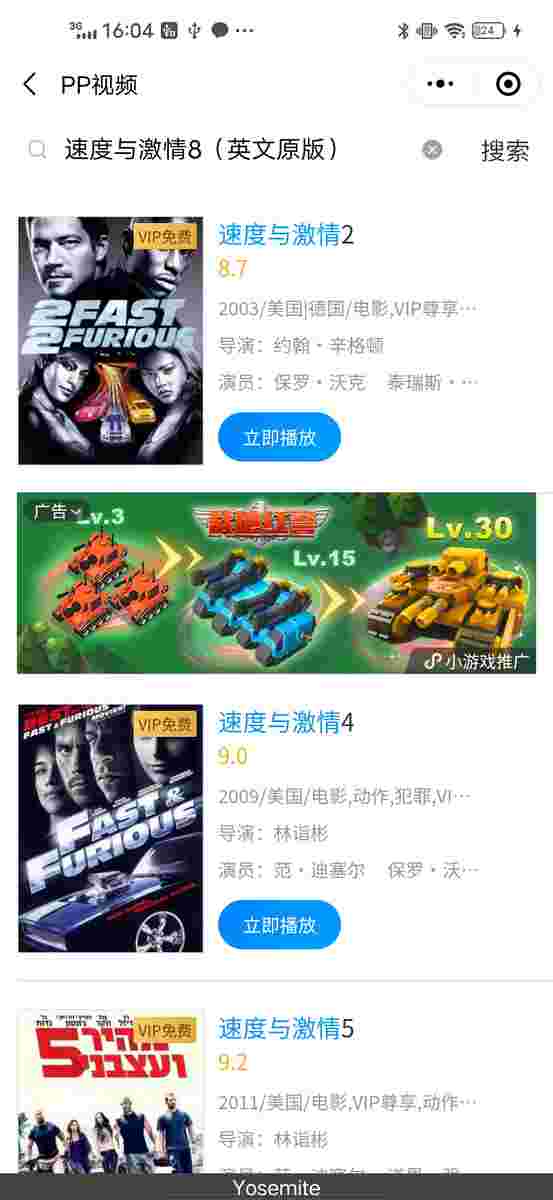 3G 16:04 24
PP视频
速度与激情8（英文原版） 搜索
VIP免费
2FAST
2FURIOUS
速度与激情2
8.7
2003/美国|德国/电影,VIP尊享···
导演：约翰·辛格顿
演员：保罗·沃克 泰瑞斯····
立即播放
广告
Lv.3
Lv.15
Lv.30
小游戏推广
VIP免费
FAST & FURIOUS
FAST &
FURIOUS
速度与激情4
9.0
2009/美国/电影,动作,犯罪,VI···
导演：林诣彬
演员：范·迪塞尔 保罗·沃···
立即播放
VIP免费
מהיר 5
ועצבני
速度与激情5
9.2
2011/美国/电影,VIP尊享,动作···
导演：林诣彬
Yosemite